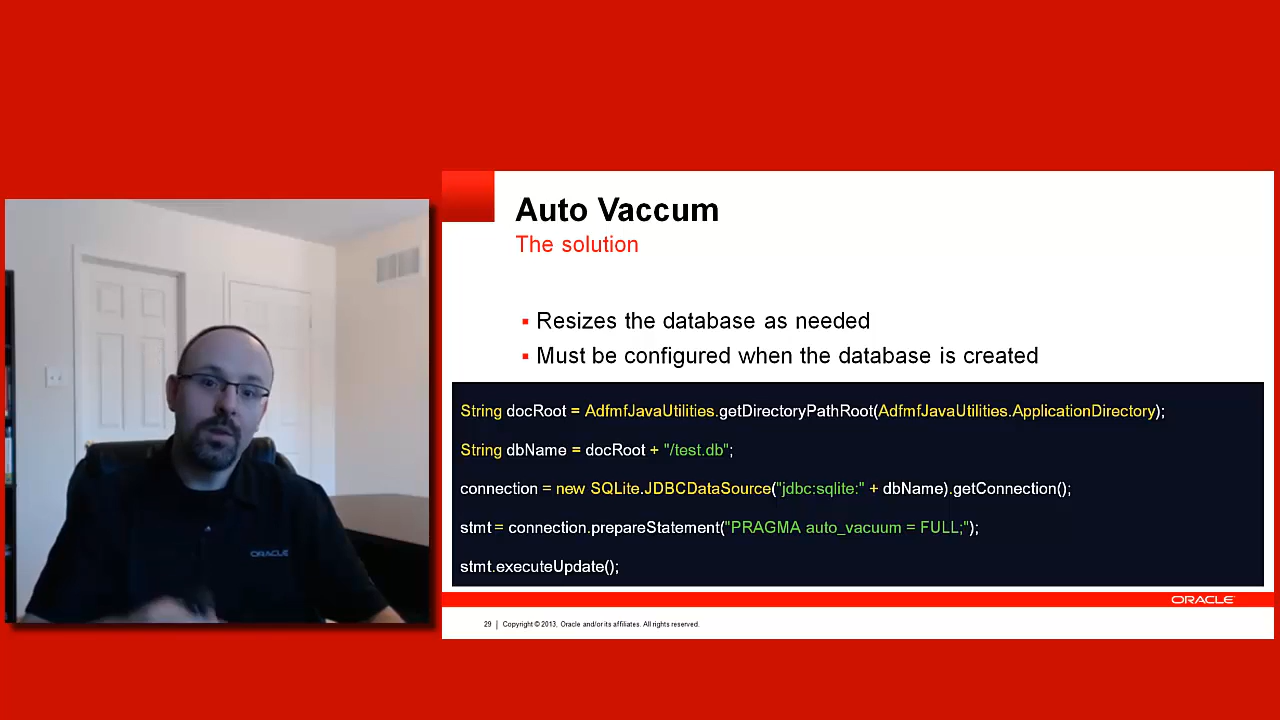 Auto Vaccum
The solution
▪ Resizes the database as needed
▪ Must be configured when the database is created
String docRoot = AdfmfJavaUtilities.getDirectoryPathRoot(AdfmfJavaUtilities.ApplicationDirectory);
String dbName = docRoot + "/test.db";
connection = new SQLite.JDBCDataSource("jdbc:sqlite:" + dbName).getConnection();
stmt = connection.prepareStatement("PRAGMA auto_vacuum = FULL;");
stmt.executeUpdate();
ORACLE
ORACLE
29 | Copyright © 2013, Oracle and/or its affiliates. All rights reserved.